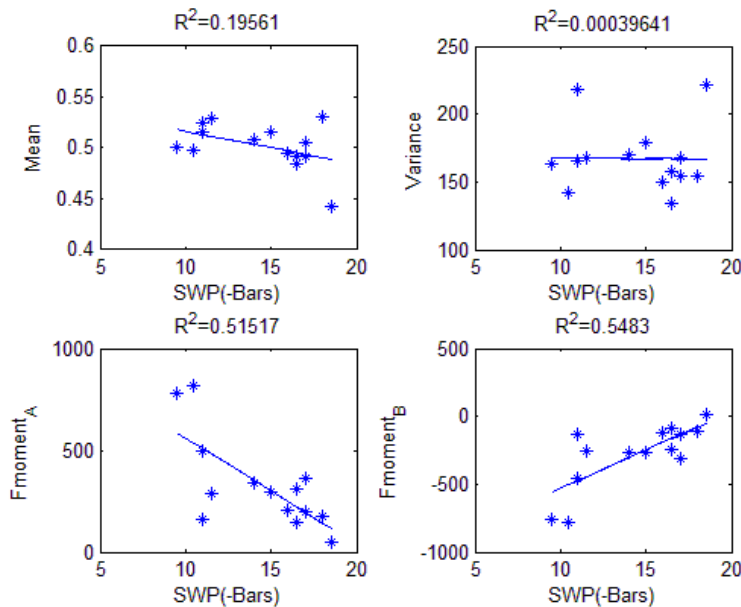 R²=0.19561
0.6
0.55
0.5
0.45
0.4
Mean
5 10 15 20
SWP(-Bars)
R²=0.00039641
250
200
150
100
Variance
5 10 15 20
SWP(-Bars)
R²=0.51517
1000
500
0
Fmoment_A
5 10 15 20
SWP(-Bars)
R²=0.5483
500
0
-500
-1000
Fmoment_B
5 10 15 20
SWP(-Bars)